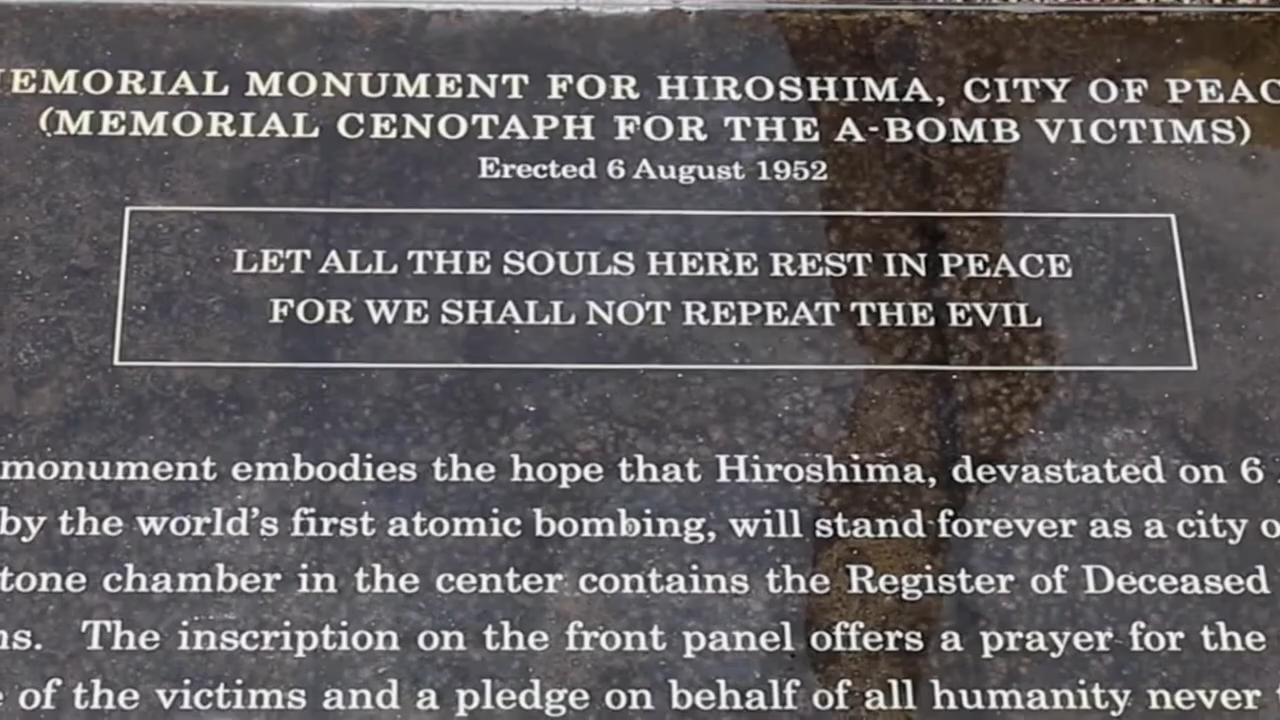 MEMORIAL MONUMENT FOR HIROSHIMA, CITY OF PEAC
(MEMORIAL CENOTAPH FOR THE A-BOMB VICTIMS)
Erected 6 August 1952
LET ALL THE SOULS HERE REST IN PEACE
FOR WE SHALL NOT REPEAT THE EVIL
monument embodies the hope that Hiroshima, devastated on 6
by the world's first atomic bombing, will stand forever as a city o
tone chamber in the center contains the Register of Deceased
ns. The inscription on the front panel offers a prayer for the
of the victims and a pledge on behalf of all humanity never